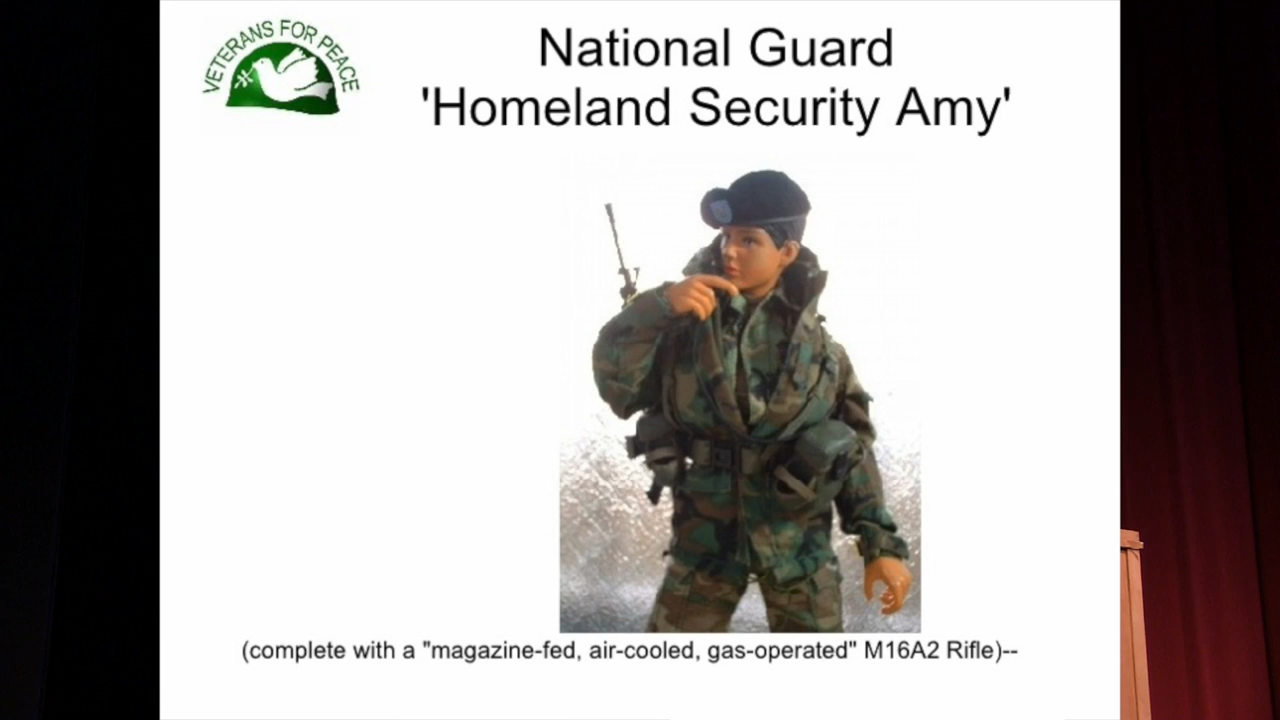 VETERANS FOR PEACE
National Guard
'Homeland Security Amy'
(complete with a "magazine-fed, air-cooled, gas-operated" M16A2 Rifle)--